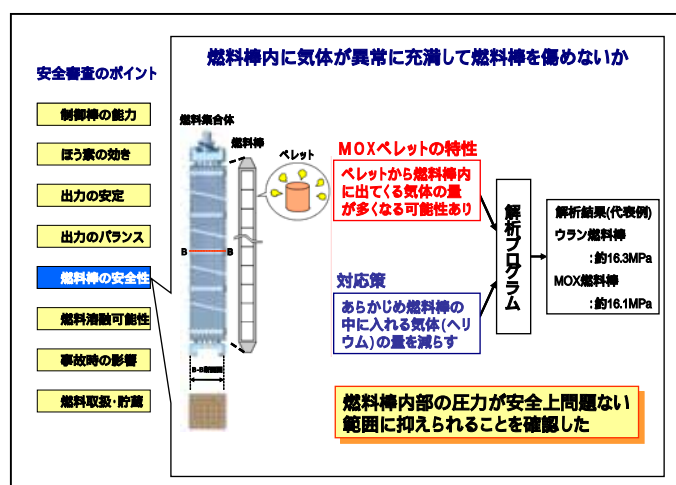 燃料棒内に気体が異常に充満して燃料棒を傷めないか
安全審査のポイント
制御棒の能力
ほう素の効き
出力の安定
出力のバランス
燃料棒の安全性
燃料溶融可能性
事故時の影響
燃料取扱・貯蔵
燃料集合体
燃料棒
ペレット
B
B
MOXペレットの特性
ペレットから燃料棒内
に出てくる気体の量
が多くなる可能性あり
対応策
あらかじめ燃料棒の
中に入れる気体(ヘリ
ウム)の量を減らす
解析プログラム
解析結果(代表例)
ウラン燃料棒
:約16.3MPa
MOX燃料棒
:約16.1MPa
燃料棒内部の圧力が安全上問題ない
範囲に抑えられることを確認した